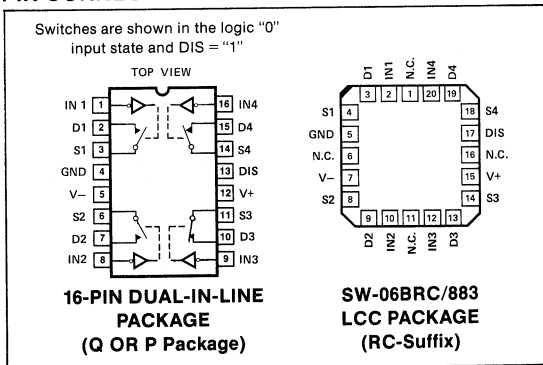 Switches are shown in the logic “0”
input state and DIS = “1”
TOP VIEW
IN 1 1 16 IN4
D1 2 15 D4
S1 3 14 S4
GND 4 13 DIS
V− 5 12 V+
S2 6 11 S3
D2 7 10 D3
IN2 8 9 IN3
16-PIN DUAL-IN-LINE
PACKAGE
(Q OR P Package)
D1 IN1 N.C. IN4 D4
3 2 1 20 19
S1 4 18 S4
GND 5 17 DIS
N.C. 6 16 N.C.
V− 7 15 V+
S2 8 14 S3
9 10 11 12 13
D2 IN2 N.C. IN3 D3
SW-06BRC/883
LCC PACKAGE
(RC-Suffix)